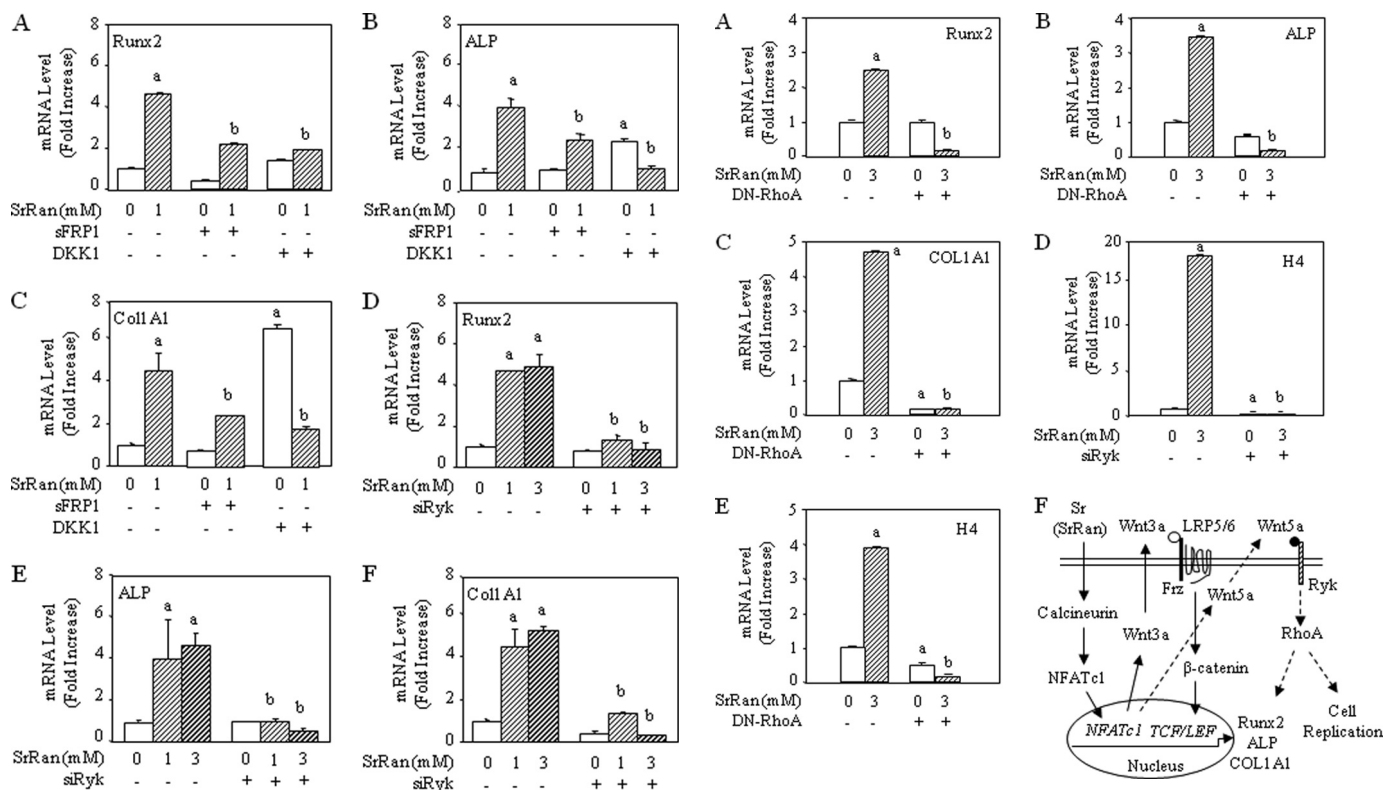 A
Runx2
mRNA Level
(Fold Increase)
8
6
4
2
0
a
b
b
SrRan(mM) 0 1 0 1 0 1
sFRP1 - - + + - -
DKK1 - - - - + +
B
ALP
mRNA Level
(Fold Increase)
8
6
4
2
0
a
b
a
b
0 1 0 1 0 1
- - + + - -
- - - - + +
C
Col1A1
mRNA Level
(Fold Incease)
8
6
4
2
0
a
b
a
b
SrRan(mM) 0 1 0 1 0 1
sFRP1 - - + + - -
DKK1 - - - - + +
D
Runx2
mRNA Level
(Fold Increase)
8
6
4
2
0
a
a
b
b
SrRan(mM) 0 1 3 0 1 3
siRyk - - - + + +
E
ALP
mRNA Level
(Fold Increase)
8
6
4
2
0
a
a
b
b
SrRan(mM) 0 1 3 0 1 3
siRyk - - - + + +
F
Col1A1
mRNA Level
(Fold Increase)
8
6
4
2
0
a
a
b
b
SrRan(mM) 0 1 3 0 1 3
siRyk - - - + + +
A
Runx2
mRNA Level
(Fold Increase)
4
3
2
1
0
a
b
SrRan(mM) 0 3 0 3
DN-RhoA - - + +
B
ALP
mRNA Level
(Fold Increase)
4
3
2
1
0
a
b
SrRan(mM) 0 3 0 3
DN-RhoA - - + +
C
COL1A1
mRNA Level
(Fold Increase)
5
4
3
2
1
0
a
a
b
SrRan(mM) 0 3 0 3
DN-RhoA - - + +
D
H4
mRNA Level
(Fold Increase)
20
15
10
5
0
a
a
b
SrRan(mM) 0 3 0 3
siRyk - - + +
E
H4
mRNA Level
(Fold Increase)
5
4
3
2
1
0
a
a
b
SrRan(mM) 0 3 0 3
DN-RhoA - - + +
F
Sr
(SrRan)
Wnt3a
LRP5/6
Wnt5a
Frz
Wnt5a
Ryk
Calcineurin
Wnt3a
RhoA
NFATc1
β-catenin
NFATc1 TCF/LEF
Nucleus
Runx2
ALP
COL1A1
Cell
Replication